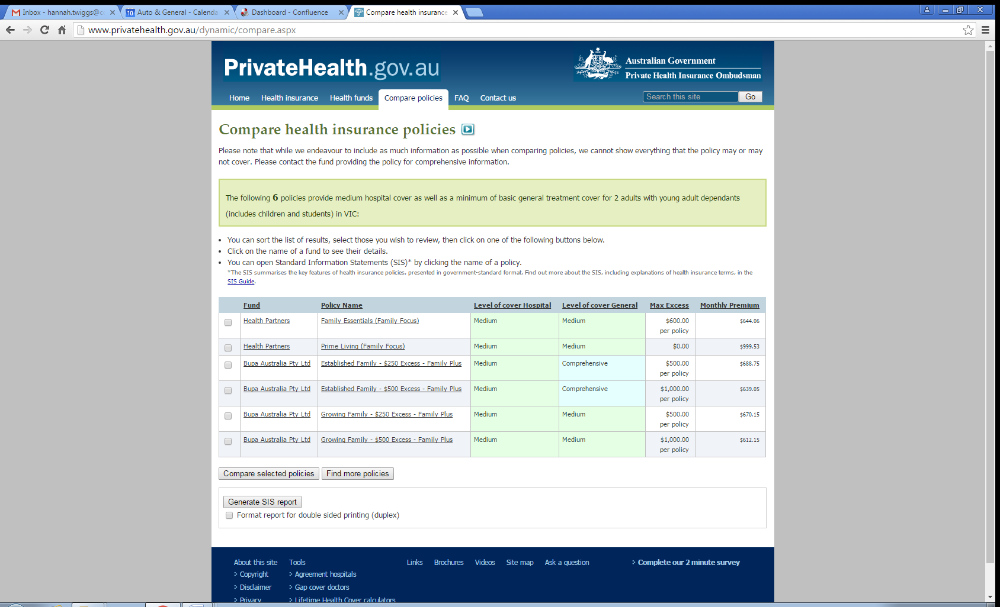 Inbox - hannah.twiggs@c
10 Auto & General - Calenda
Dashboard - Confluence
Compare health insurance
www.privatehealth.gov.au/dynamic/compare.aspx
PrivateHealth.gov.au
Australian Government
Private Health Insurance Ombudsman
Home Health insurance Health funds Compare policies FAQ Contact us
Search this site Go
Compare health insurance policies
Please note that while we endeavour to include as much information as possible when comparing policies, we cannot show everything that the policy may or may
not cover. Please contact the fund providing the policy for comprehensive information.
The following 6 policies provide medium hospital cover as well as a minimum of basic general treatment cover for 2 adults with young adult dependants
(includes children and students) in VIC:
• You can sort the list of results, select those you wish to review, then click on one of the following buttons below.
• Click on the name of a fund to see their details.
• You can open Standard Information Statements (SIS)* by clicking the name of a policy.
*The SIS summarises the key features of health insurance policies, presented in government-standard format. Find out more about the SIS, including explanations of health insurance terms, in the
SIS Guide.
Fund Policy Name Level of cover Hospital Level of cover General Max Excess Monthly Premium
Health Partners Family Essentials (Family Focus) Medium Medium $600.00 $644.06
per policy
Health Partners Prime Living (Family Focus) Medium Medium $0.00 $999.53
Bupa Australia Pty Ltd Established Family - $250 Excess - Family Plus Medium Comprehensive $500.00 $688.75
per policy
Bupa Australia Pty Ltd Established Family - $500 Excess - Family Plus Medium Comprehensive $1,000.00 $639.05
per policy
Bupa Australia Pty Ltd Growing Family - $250 Excess - Family Plus Medium Medium $500.00 $670.15
per policy
Bupa Australia Pty Ltd Growing Family - $500 Excess - Family Plus Medium Medium $1,000.00 $612.15
per policy
Compare selected policies Find more policies
Generate SIS report
Format report for double sided printing (duplex)
About this site Tools Links Brochures Videos Site map Ask a question Complete our 2 minute survey
Copyright Agreement hospitals
Disclaimer Gap cover doctors
Privacy Lifetime Health Cover calculators